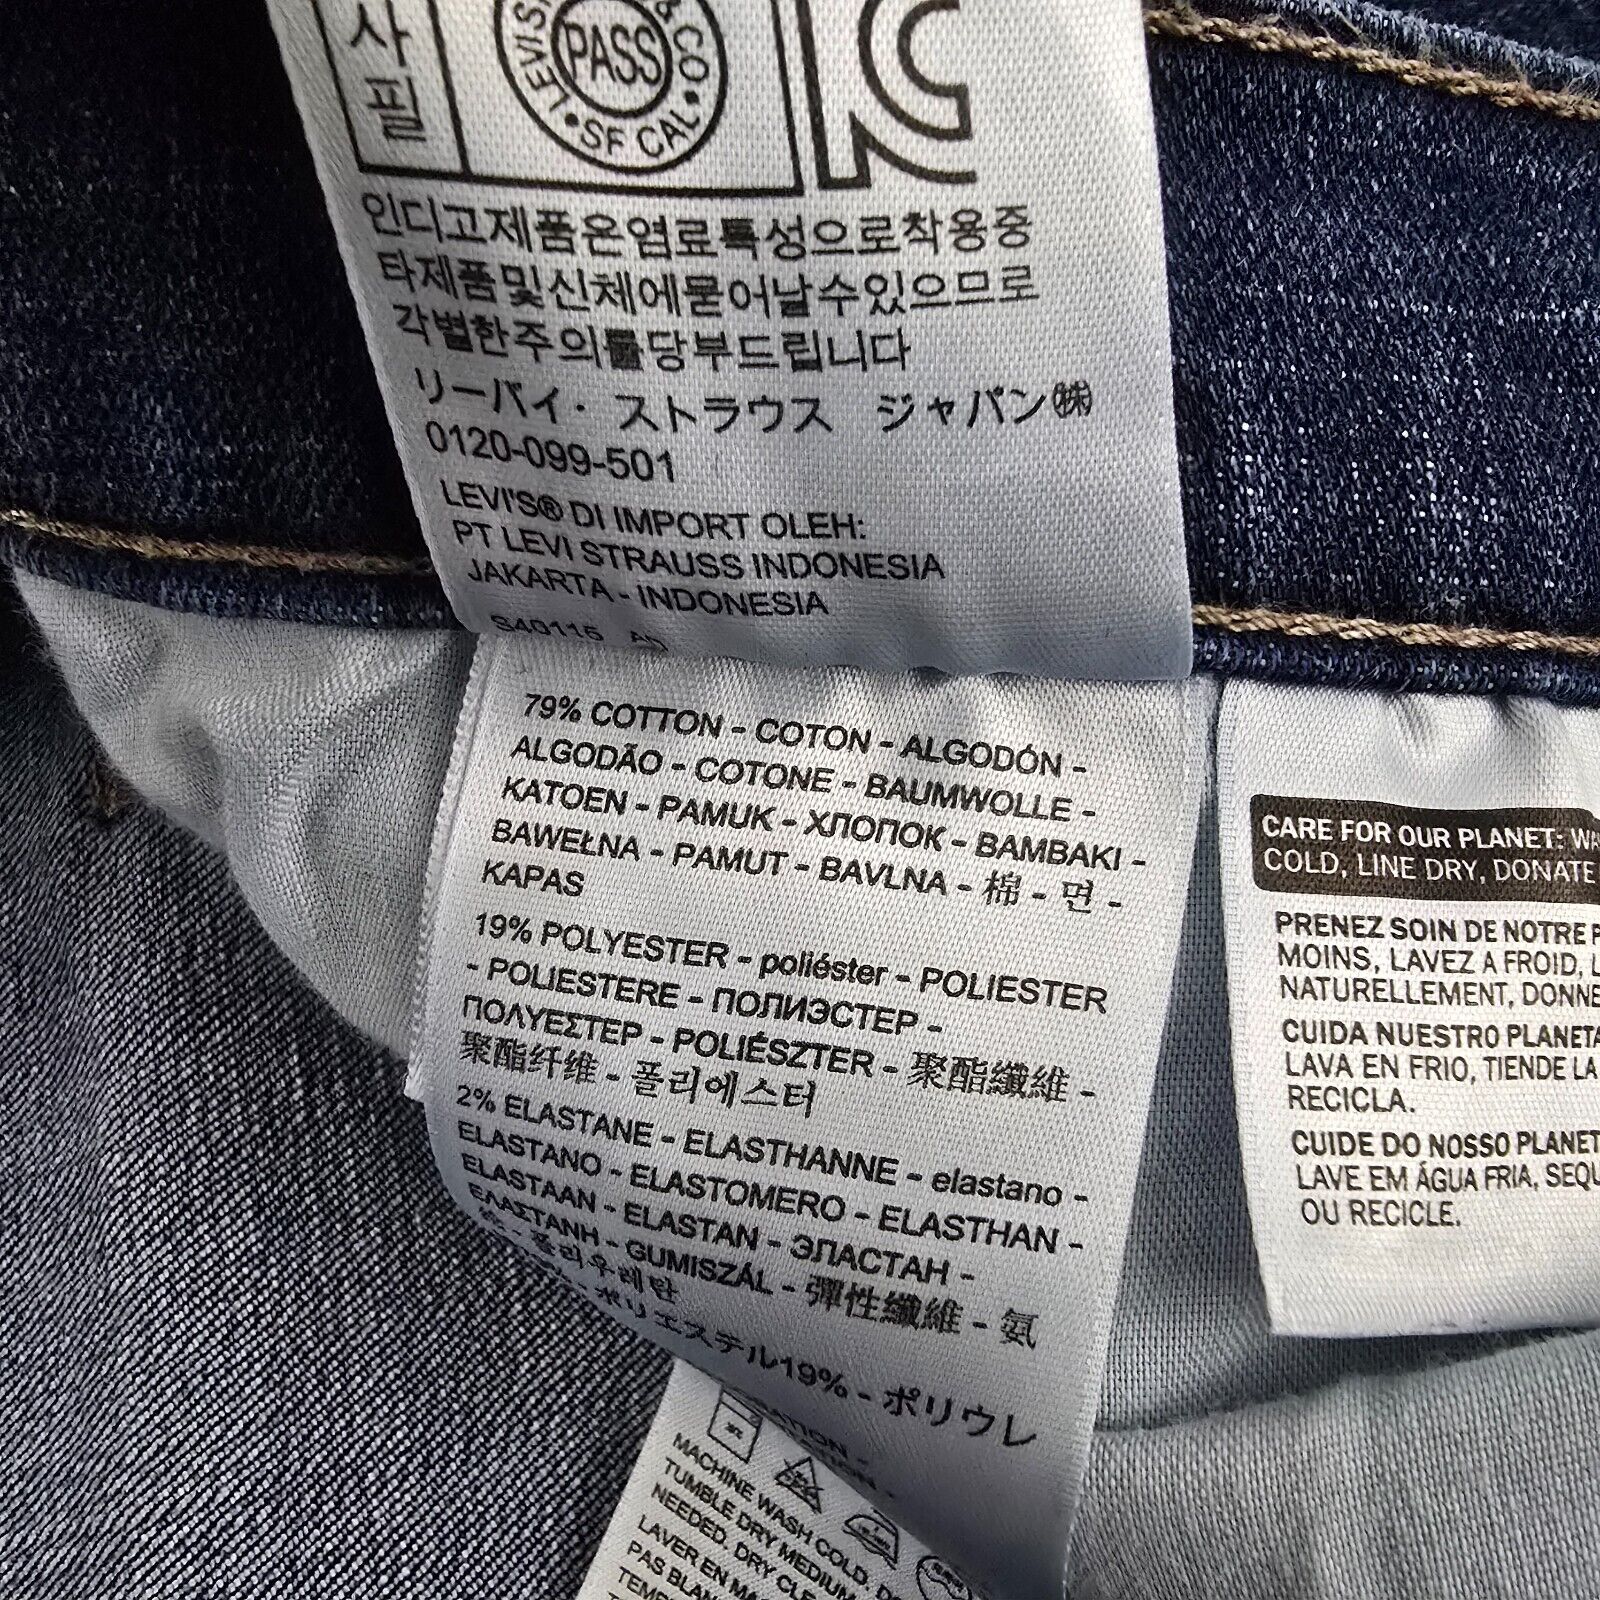 사
필
LEVIS
& CO
PASS
SF CAL
인디고제품은염료특성으로착용중
타제품및신체에묻어날수있으므로
각별한주의를당부드립니다
リーバイ・ストラウス ジャパン㈱
0120-099-501
LEVI'S® DI IMPORT OLEH:
PT LEVI STRAUSS INDONESIA
JAKARTA - INDONESIA
79% COTTON - COTON - ALGODÓN -
ALGODÃO - COTONE - BAUMWOLLE -
KATOEN - PAMUK - ХЛОПОК - BAMBAKI -
BAWEŁNA - PAMUT - BAVLNA - 棉 - 면 -
KAPAS
19% POLYESTER - poliéster - POLIESTER
- POLIESTERE - ПОЛИЭСТЕР -
ΠΟΛΥΕΣΤΕΡ - POLIÉSZTER - 聚酯纖維 -
聚酯纤维 - 폴리에스터
2% ELASTANE - ELASTHANNE - elastano -
ELASTANO - ELASTOMERO - ELASTHAN -
ELASTAAN - ELASTAN - ЭЛАСТАН -
ΕΛΑΣΤΑΝΗ - GUMISZÁL - 彈性纖維 - 氨
- 폴리우레탄
- ポリエステル19% - ポリウレ
MACHINE WASH COLD.
TUMBLE DRY MEDIUM
NEEDED. DRY CLE
LAVER EN MA
PAS BLAN
CARE FOR OUR PLANET: WA
COLD, LINE DRY, DONATE
PRENEZ SOIN DE NOTRE P
MOINS, LAVEZ A FROID, L
NATURELLEMENT, DONNE
CUIDA NUESTRO PLANETA
LAVA EN FRIO, TIENDE LA
RECICLA.
CUIDE DO NOSSO PLANET
LAVE EM ÁGUA FRIA, SEQU
OU RECICLE.